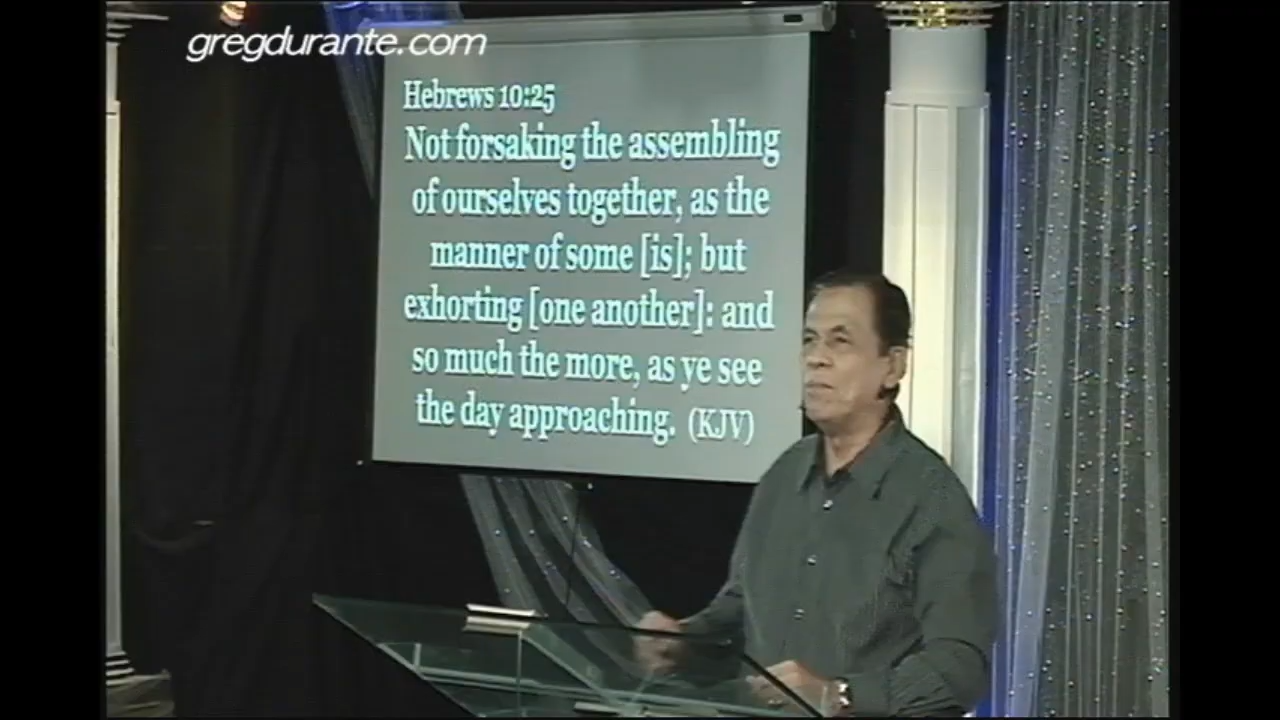 gregdurante.com
Hebrews 10:25
Not forsaking the assembling
of ourselves together, as the
manner of some [is]; but
exhorting [one another]: and
so much the more, as ye see
the day approaching. (KJV)